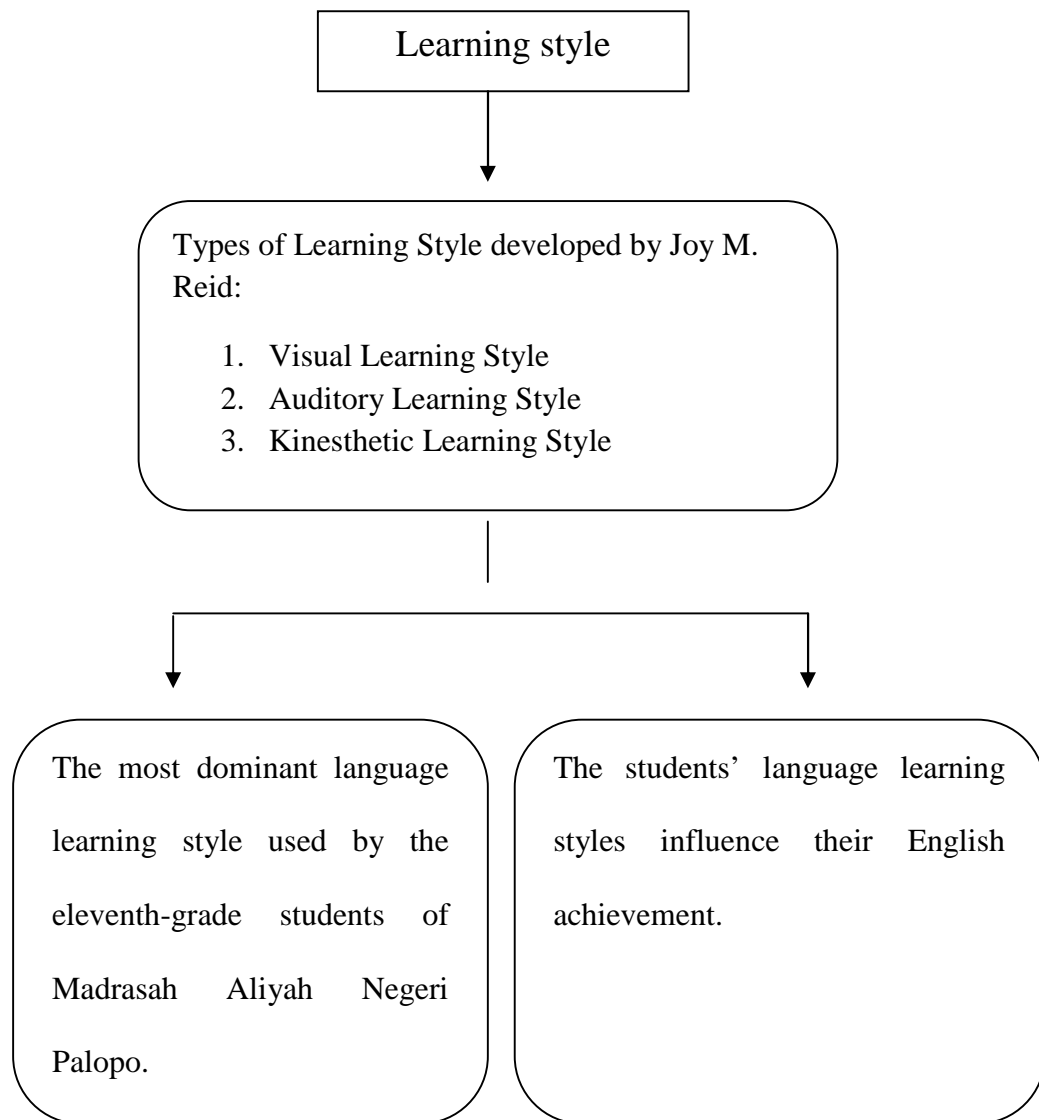 Learning style
Types of Learning Style developed by Joy M.
Reid:
1. Visual Learning Style
2. Auditory Learning Style
3. Kinesthetic Learning Style
The most dominant language
learning style used by the
eleventh-grade students of
Madrasah Aliyah Negeri
Palopo.
The students’ language learning
styles influence their English
achievement.